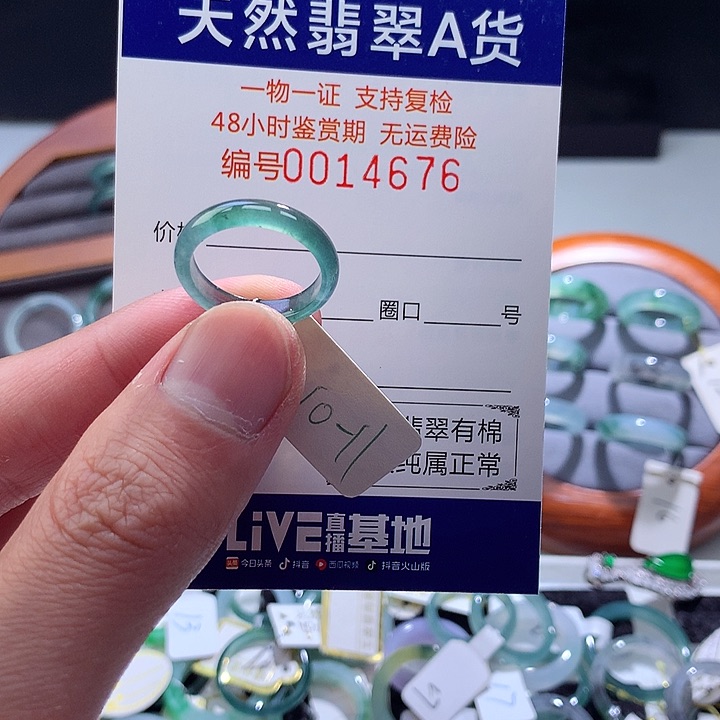 天然翡翠A货
一物一证 支持复检
48小时鉴赏期 无运费险
编号0014676
价
圈口 号
翡翠有棉
纯属正常
LiVE直播基地
今日头条 抖音 西瓜视频 抖音火山版